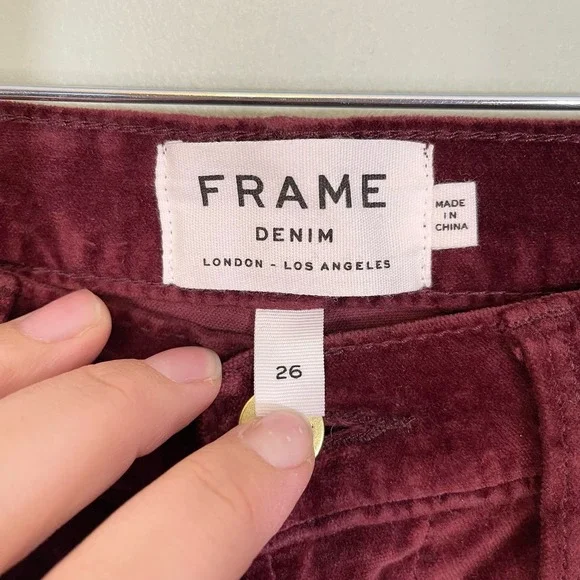 FRAME
DENIM
LONDON - LOS ANGELES
MADE
IN
CHINA
26